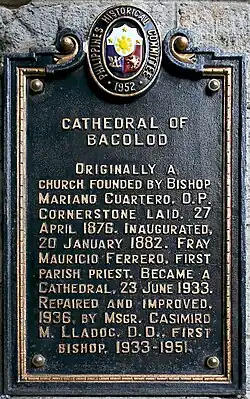 PHILIPPINES HISTORICAL COMMITTEE
1952
CATHEDRAL OF
BACOLOD
ORIGINALLY A
CHURCH FOUNDED BY BISHOP
MARIANO CUARTERO, O.P.
CORNERSTONE LAID, 27
APRIL 1876. INAUGURATED,
20 JANUARY 1882. FRAY
MAURICIO FERRERO, FIRST
PARISH PRIEST. BECAME A
CATHEDRAL, 23 JUNE 1933.
REPAIRED AND IMPROVED,
1936, BY MSGR. CASIMIRO
M. LLADOC, D.D., FIRST
BISHOP, 1933-1951.